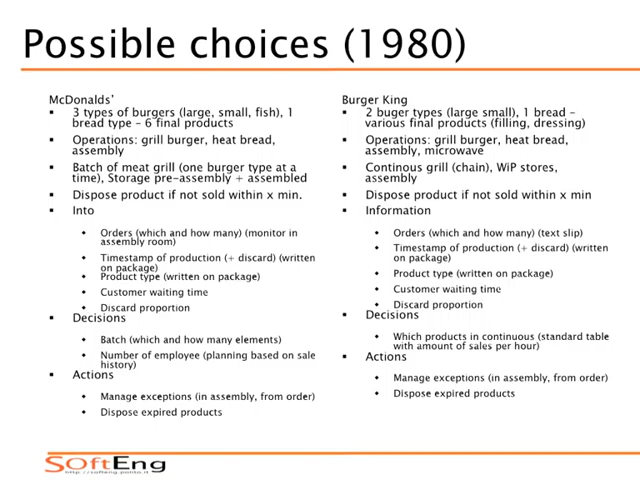 Possible choices (1980)
McDonalds'
▪ 3 types of burgers (large, small, fish), 1
bread type – 6 final products
▪ Operations: grill burger, heat bread,
assembly
▪ Batch of meat grill (one burger type at a
time), Storage pre-assembly + assembled
▪ Dispose product if not sold within x min.
▪ Into
◆ Orders (which and how many) (monitor in
assembly room)
◆ Timestamp of production (+ discard) (written
on package)
◆ Product type (written on package)
◆ Customer waiting time
◆ Discard proportion
▪ Decisions
◆ Batch (which and how many elements)
◆ Number of employee (planning based on sale
history)
▪ Actions
◆ Manage exceptions (in assembly, from order)
◆ Dispose expired products
Burger King
▪ 2 buger types (large small), 1 bread –
various final products (filling, dressing)
▪ Operations: grill burger, heat bread,
assembly, microwave
▪ Continous grill (chain), WiP stores,
assembly
▪ Dispose product if not sold within x min
▪ Information
◆ Orders (which and how many) (text slip)
◆ Timestamp of production (+ discard) (written
on package)
◆ Product type (written on package)
◆ Customer waiting time
◆ Discard proportion
▪ Decisions
◆ Which products in continuous (standard table
with amount of sales per hour)
▪ Actions
◆ Manage exceptions (in assembly, from order)
◆ Dispose expired products
SOftEng
http://softeng.polito.it